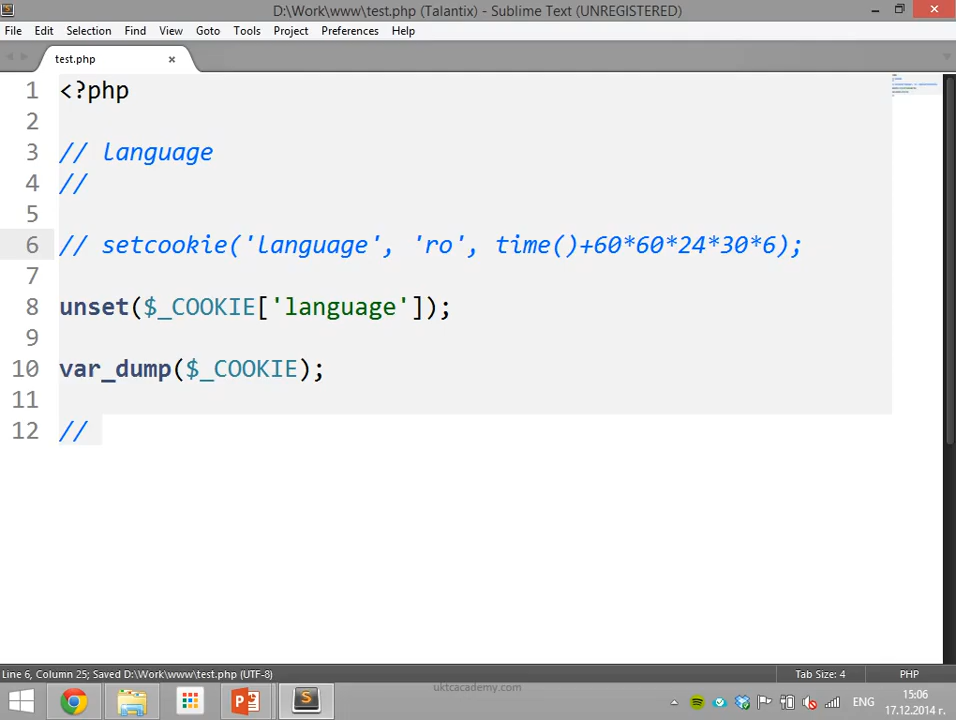 D:\Work\www\test.php (Talantix) - Sublime Text (UNREGISTERED)
File Edit Selection Find View Goto Tools Project Preferences Help
test.php
1 <?php
2
3 // language
4 //
5
6 // setcookie('language', 'ro', time()+60*60*24*30*6);
7
8 unset($_COOKIE['language']);
9
10 var_dump($_COOKIE);
11
12 //
Line 6, Column 25; Saved D:\Work\www\test.php (UTF-8) Tab Size: 4 PHP
uktcacademy.com
ENG
15:06
17.12.2014 г.